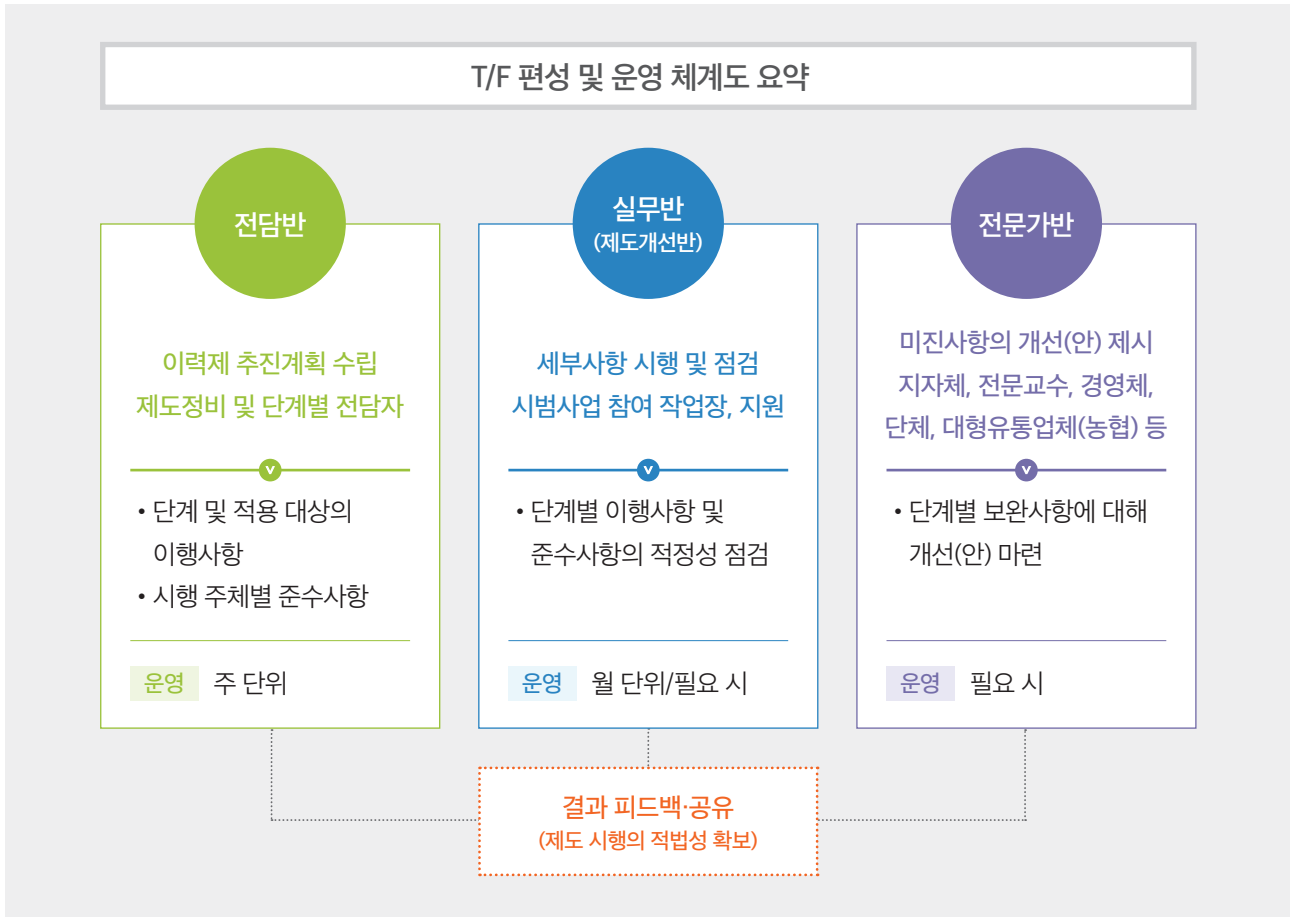 T/F 편성 및 운영 체계도 요약
전담반
이력제 추진계획 수립
제도정비 및 단계별 전담자
v
• 단계 및 적용 대상의
이행사항
• 시행 주체별 준수사항
운영 주 단위
실무반
(제도개선반)
세부사항 시행 및 점검
시범사업 참여 작업장, 지원
v
• 단계별 이행사항 및
준수사항의 적정성 점검
운영 월 단위/필요 시
전문가반
미진사항의 개선(안) 제시
지자체, 전문교수, 경영체,
단체, 대형유통업체(농협) 등
v
• 단계별 보완사항에 대해
개선(안) 마련
운영 필요 시
결과 피드백·공유
(제도 시행의 적법성 확보)